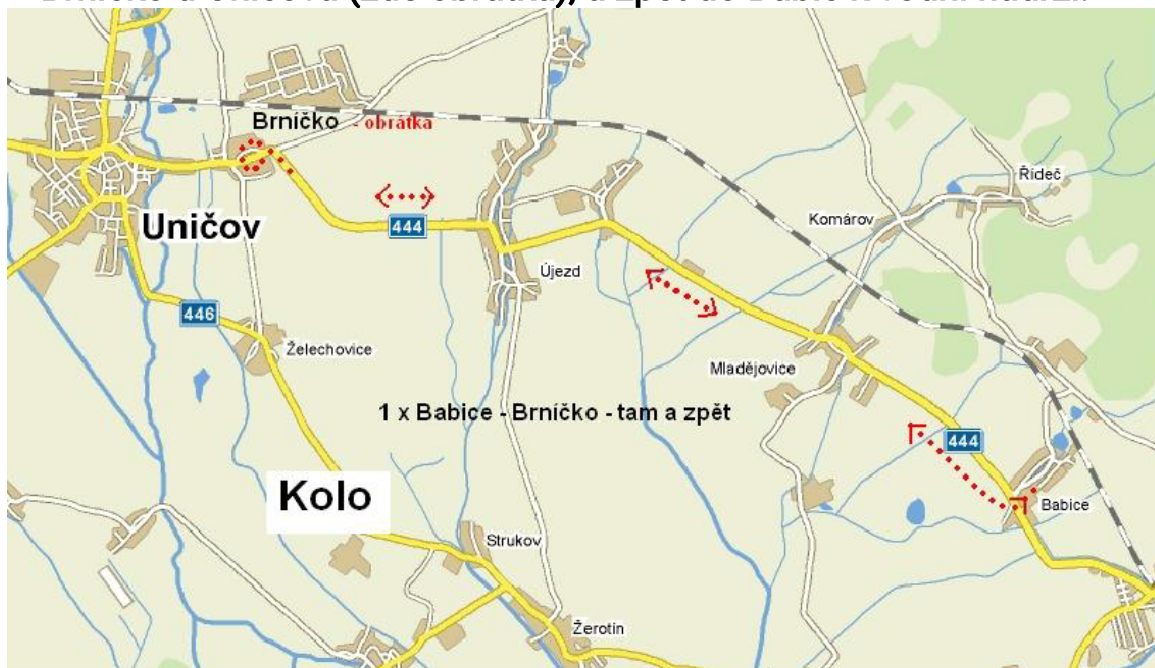 Brníčko - obrátka
Řídeč
Komárov
Uničov
444
Újezd
446
Želechovice
Mladějovice
1 x Babice - Brníčko - tam a zpět
444
Kolo
Babice
Strukov
Žerotín